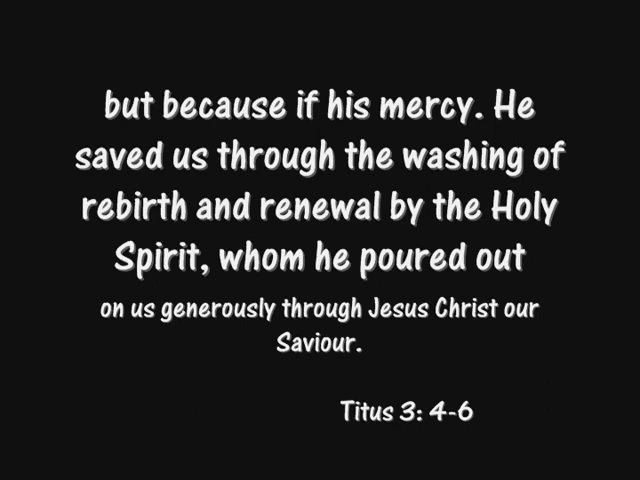 but because if his mercy. He
saved us through the washing of
rebirth and renewal by the Holy
Spirit, whom he poured out
on us generously through Jesus Christ our
Saviour.
Titus 3: 4-6